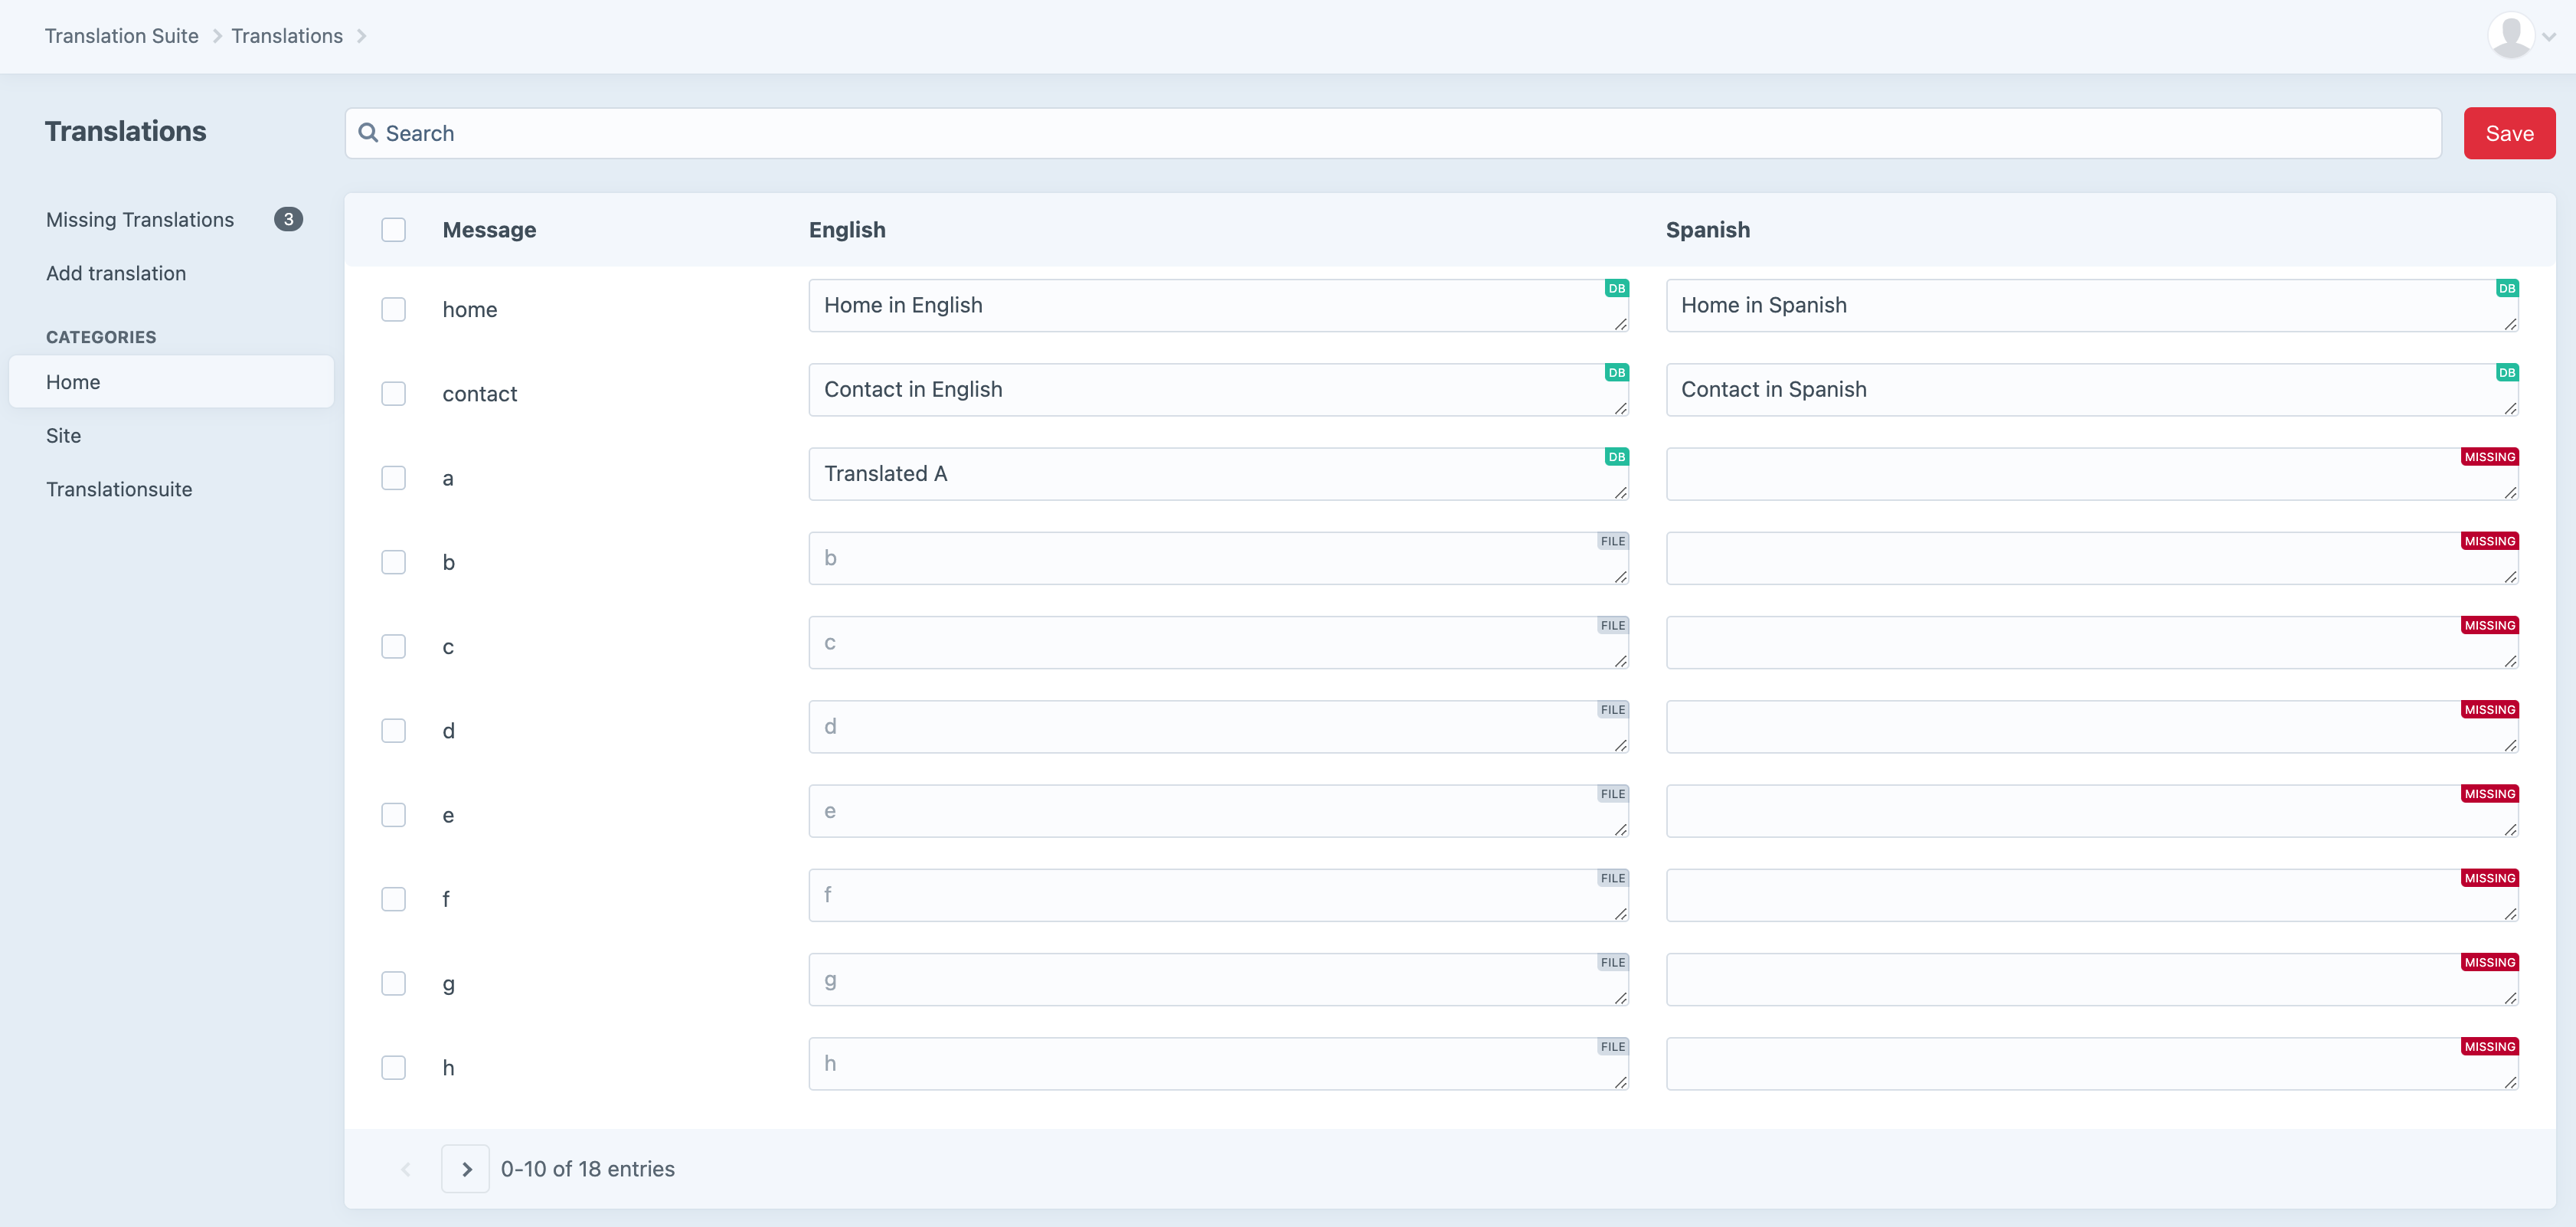 Translation Suite Translations
Translations
Search
Save
Missing Translations 3
Add translation
CATEGORIES
Home
Site
Translationsuite
Message English Spanish
home Home in English DB Home in Spanish DB
contact Contact in English DB Contact in Spanish DB
a Translated A DB MISSING
b b FILE MISSING
c c FILE MISSING
d d FILE MISSING
e e FILE MISSING
f f FILE MISSING
g g FILE MISSING
h h FILE MISSING
0-10 of 18 entries